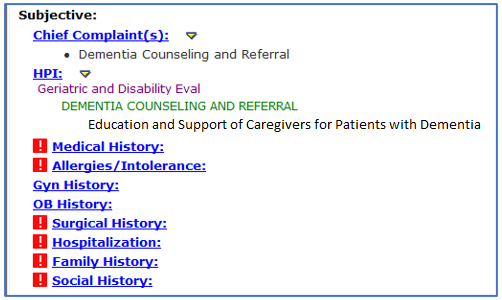 Subjective:
Chief Complaint(s):
• Dementia Counseling and Referral
HPI:
Geriatric and Disability Eval
DEMENTIA COUNSELING AND REFERRAL
Education and Support of Caregivers for Patients with Dementia
! Medical History:
! Allergies/Intolerance:
Gyn History:
OB History:
! Surgical History:
! Hospitalization:
! Family History:
! Social History: